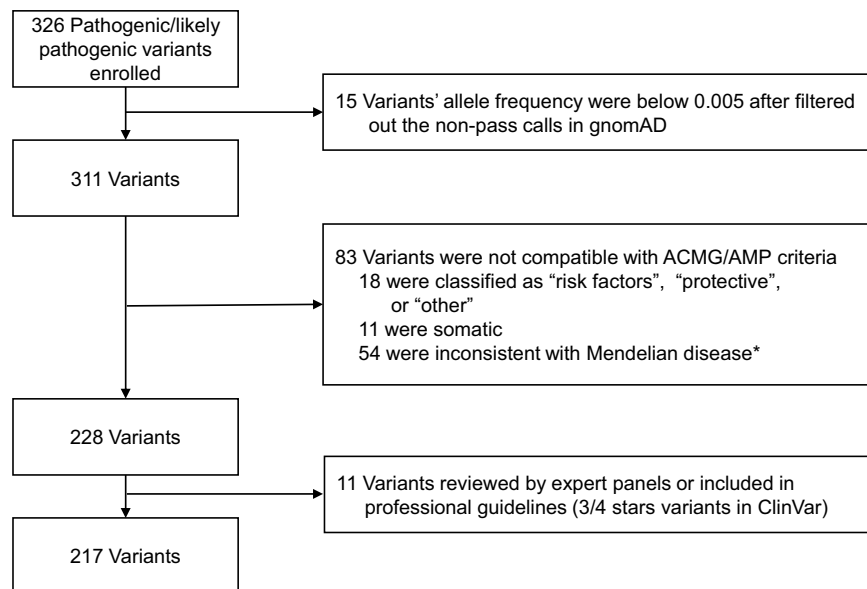 326 Pathogenic/likely
pathogenic variants
enrolled
15 Variants’ allele frequency were below 0.005 after filtered
out the non-pass calls in gnomAD
311 Variants
83 Variants were not compatible with ACMG/AMP criteria
18 were classified as “risk factors”, “protective”,
or “other”
11 were somatic
54 were inconsistent with Mendelian disease*
228 Variants
11 Variants reviewed by expert panels or included in
professional guidelines (3/4 stars variants in ClinVar)
217 Variants